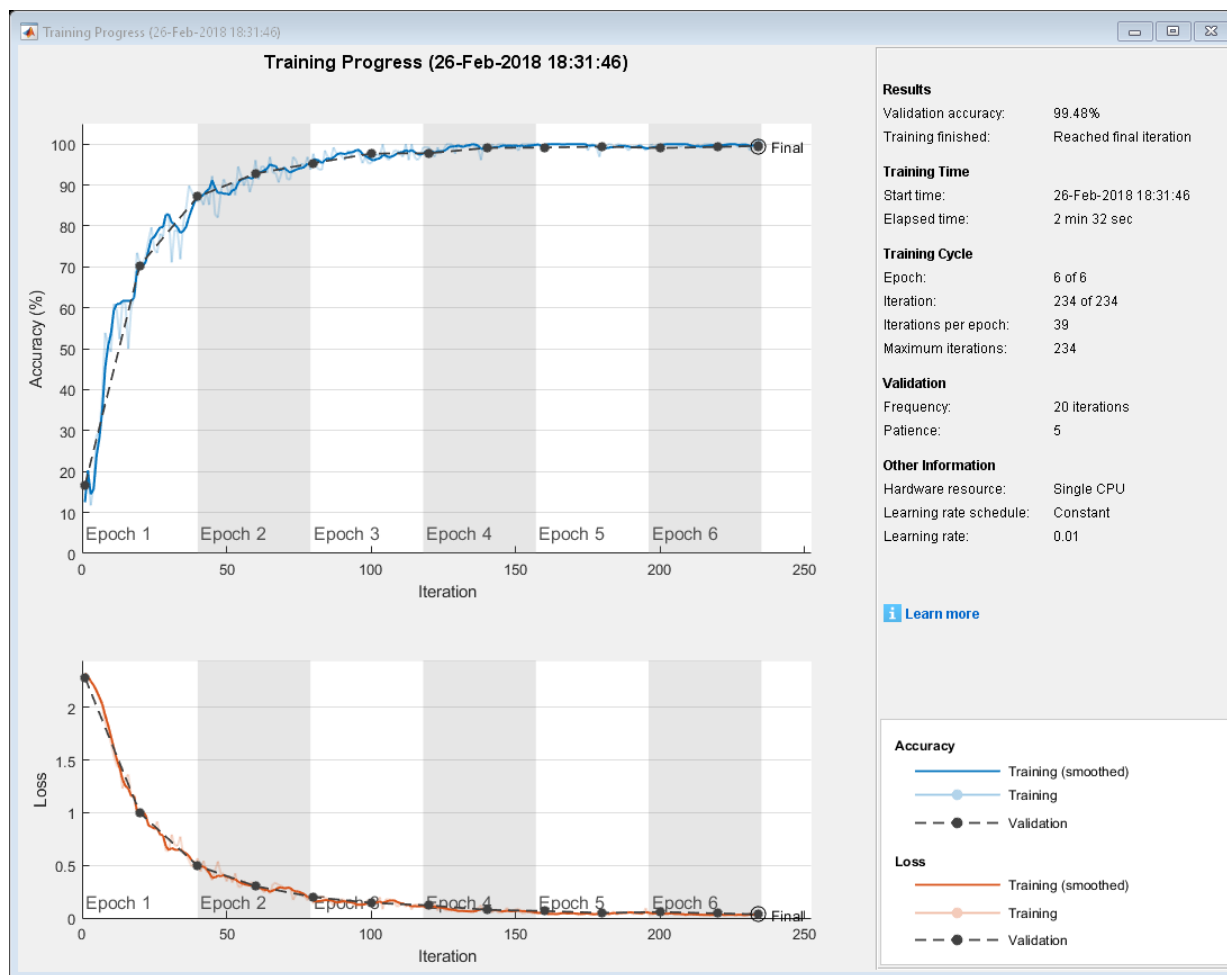 Training Progress (26-Feb-2018 18:31:46)
Training Progress (26-Feb-2018 18:31:46)
100
90
80
70
60
50
40
30
20
10
0
Accuracy (%)
Final
Epoch 1 Epoch 2 Epoch 3 Epoch 4 Epoch 5 Epoch 6
0 50 100 150 200 250
Iteration
2
1.5
1
0.5
0
Loss
Epoch 1 Epoch 2 Epoch 3 Epoch 4 Epoch 5 Epoch 6
Final
0 50 100 150 200 250
Iteration
Results
Validation accuracy: 99.48%
Training finished: Reached final iteration
Training Time
Start time: 26-Feb-2018 18:31:46
Elapsed time: 2 min 32 sec
Training Cycle
Epoch: 6 of 6
Iteration: 234 of 234
Iterations per epoch: 39
Maximum iterations: 234
Validation
Frequency: 20 iterations
Patience: 5
Other Information
Hardware resource: Single CPU
Learning rate schedule: Constant
Learning rate: 0.01
i Learn more
Accuracy
Training (smoothed)
Training
Validation
Loss
Training (smoothed)
Training
Validation